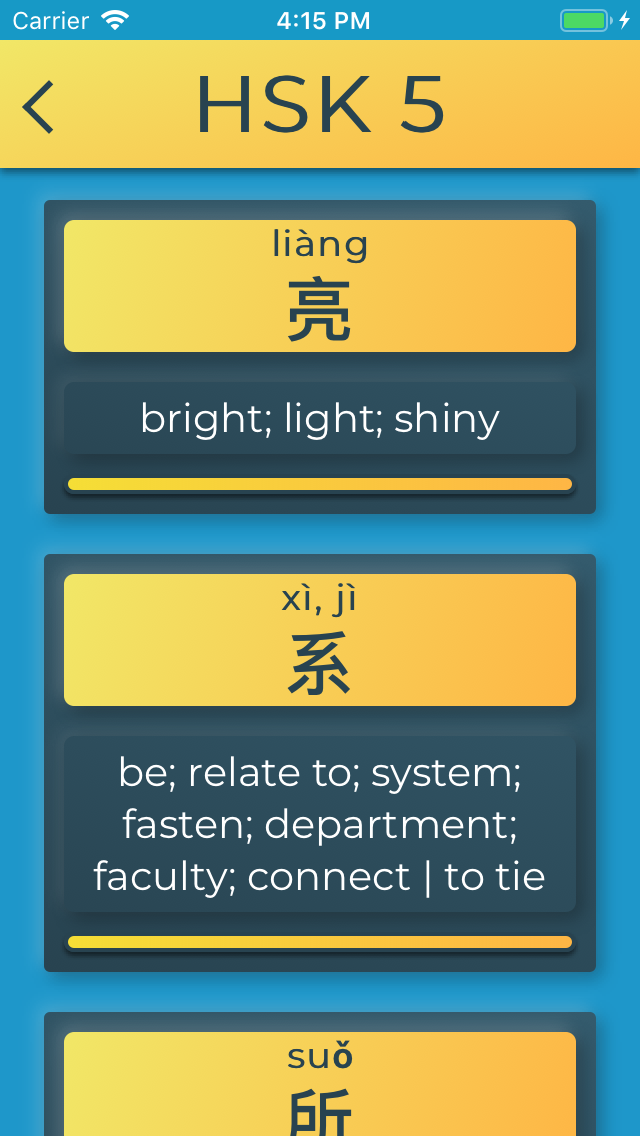 Carrier 4:15 PM
HSK 5
liàng
亮
bright; light; shiny
xì, jì
系
be; relate to; system;
fasten; department;
faculty; connect | to tie
suǒ
所